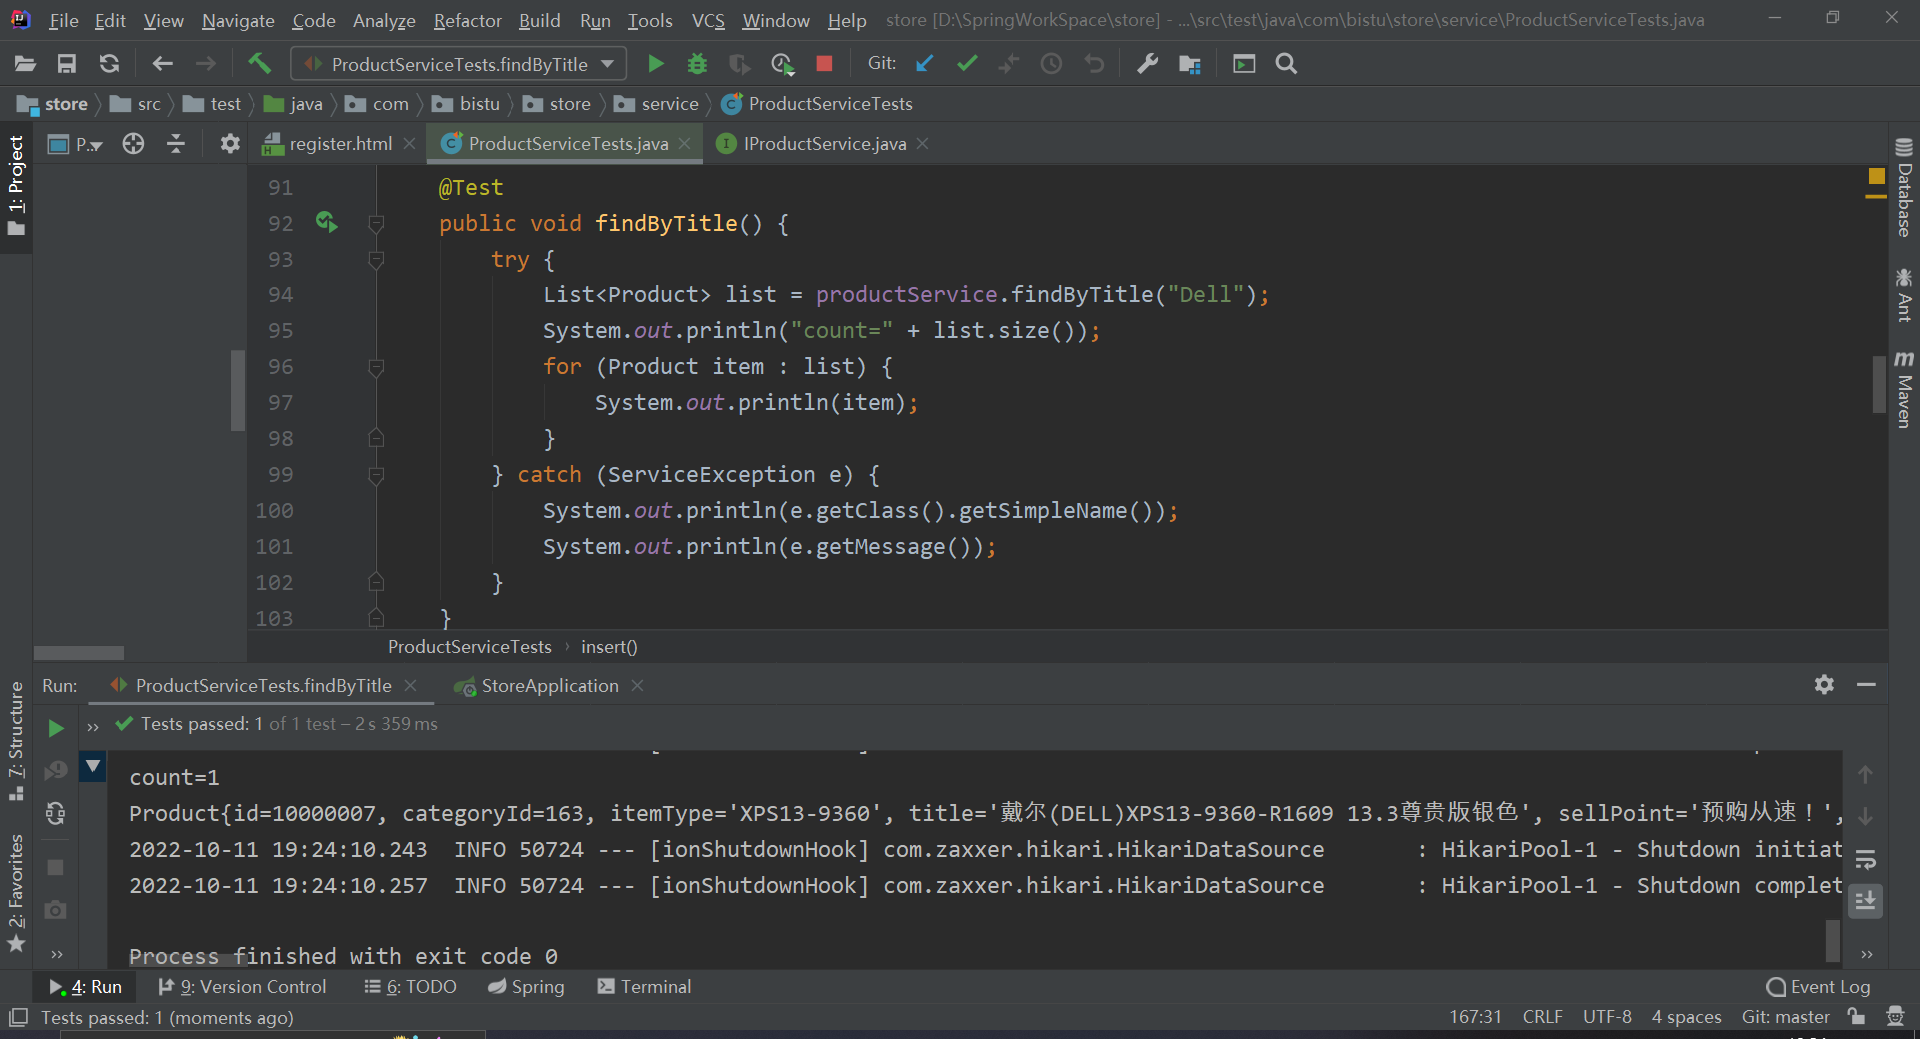 File Edit View Navigate Code Analyze Refactor Build Run Tools VCS Window Help store [D:\SpringWorkSpace\store] - ...\src\test\java\com\bistu\store\service\ProductServiceTests.java
ProductServiceTests.findByTitle Git:
store src test java com bistu store service ProductServiceTests
P... register.html ProductServiceTests.java IProductService.java
1: Project
7: Structure
2: Favorites
Database
Ant
Maven
91 @Test
92 public void findByTitle() {
93 try {
94 List<Product> list = productService.findByTitle("Dell");
95 System.out.println("count=" + list.size());
96 for (Product item : list) {
97 System.out.println(item);
98 }
99 } catch (ServiceException e) {
100 System.out.println(e.getClass().getSimpleName());
101 System.out.println(e.getMessage());
102 }
103 }
ProductServiceTests › insert()
Run: ProductServiceTests.findByTitle StoreApplication
Tests passed: 1 of 1 test – 2 s 359 ms
count=1
Product{id=10000007, categoryId=163, itemType='XPS13-9360', title='戴尔(DELL)XPS13-9360-R1609 13.3尊贵版银色', sellPoint='预购从速！',
2022-10-11 19:24:10.243 INFO 50724 --- [ionShutdownHook] com.zaxxer.hikari.HikariDataSource : HikariPool-1 - Shutdown initiat
2022-10-11 19:24:10.257 INFO 50724 --- [ionShutdownHook] com.zaxxer.hikari.HikariDataSource : HikariPool-1 - Shutdown complet
Process finished with exit code 0
4: Run 9: Version Control 6: TODO Spring Terminal Event Log
Tests passed: 1 (moments ago) 167:31 CRLF UTF-8 4 spaces Git: master